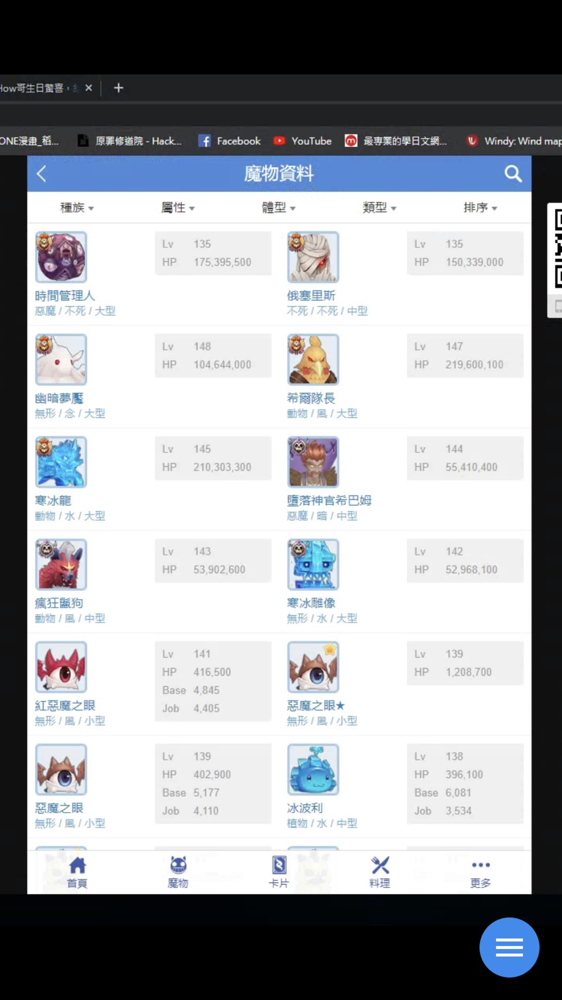 How哥生日驚喜
ONE漫畫_稻... 原罪修道院 - Hack... Facebook YouTube 最專業的學日文網... Windy: Wind map
魔物資料
種族 屬性 體型 類型 排序
Lv 135
HP 175,395,500
時間管理人
惡魔 / 不死 / 大型
Lv 135
HP 150,339,000
俄塞里斯
不死 / 不死 / 中型
Lv 148
HP 104,644,000
幽暗夢魘
無形 / 念 / 大型
Lv 147
HP 219,600,100
希爾隊長
動物 / 風 / 大型
Lv 145
HP 210,303,300
寒冰龍
動物 / 水 / 大型
Lv 144
HP 55,410,400
墮落神官希巴姆
惡魔 / 暗 / 中型
Lv 143
HP 53,902,600
瘋狂鬣狗
動物 / 風 / 中型
Lv 142
HP 52,968,100
寒冰雕像
無形 / 水 / 大型
Lv 141
HP 416,500
Base 4,845
Job 4,405
紅惡魔之眼
無形 / 風 / 小型
Lv 139
HP 1,208,700
惡魔之眼★
無形 / 風 / 小型
Lv 139
HP 402,900
Base 5,177
Job 4,110
惡魔之眼
無形 / 風 / 小型
Lv 138
HP 396,100
Base 6,081
Job 3,534
冰波利
植物 / 水 / 中型
首頁 魔物 卡片 料理 更多